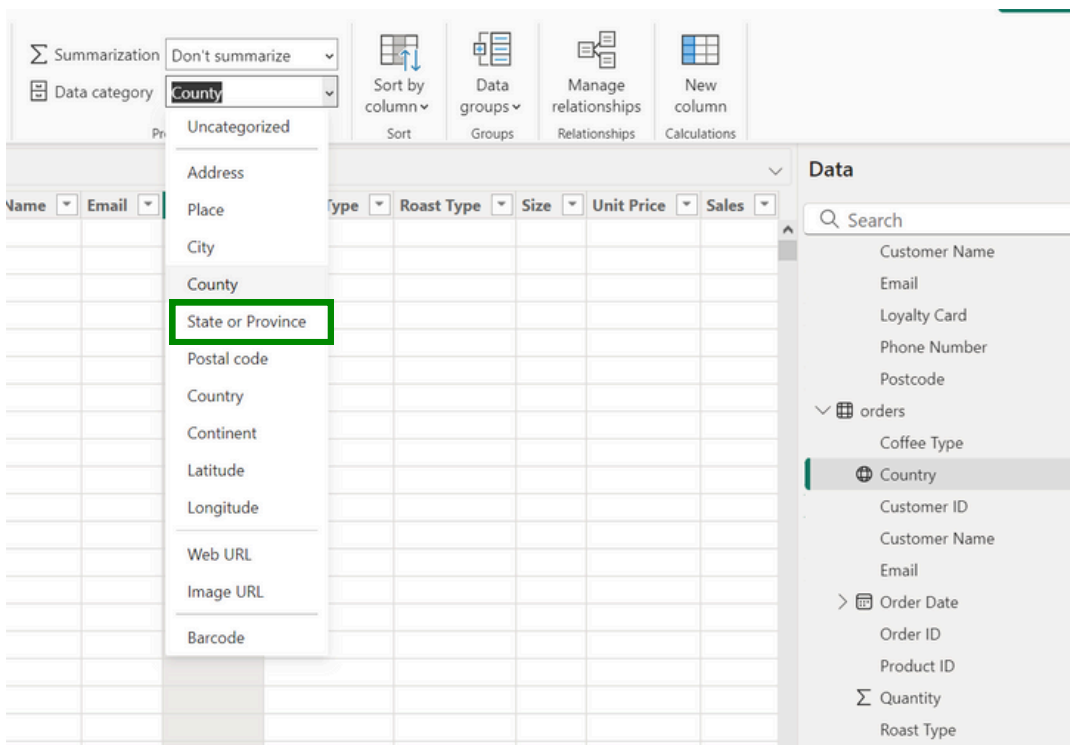 Summarization Don't summarize
Data category County
Sort by column
Sort
Data groups
Groups
Manage relationships
Relationships
New column
Calculations
Uncategorized
Address
Place
City
County
State or Province
Postal code
Country
Continent
Latitude
Longitude
Web URL
Image URL
Barcode
Name Email Type Roast Type Size Unit Price Sales
Data
Search
Customer Name
Email
Loyalty Card
Phone Number
Postcode
orders
Coffee Type
Country
Customer ID
Customer Name
Email
Order Date
Order ID
Product ID
Quantity
Roast Type